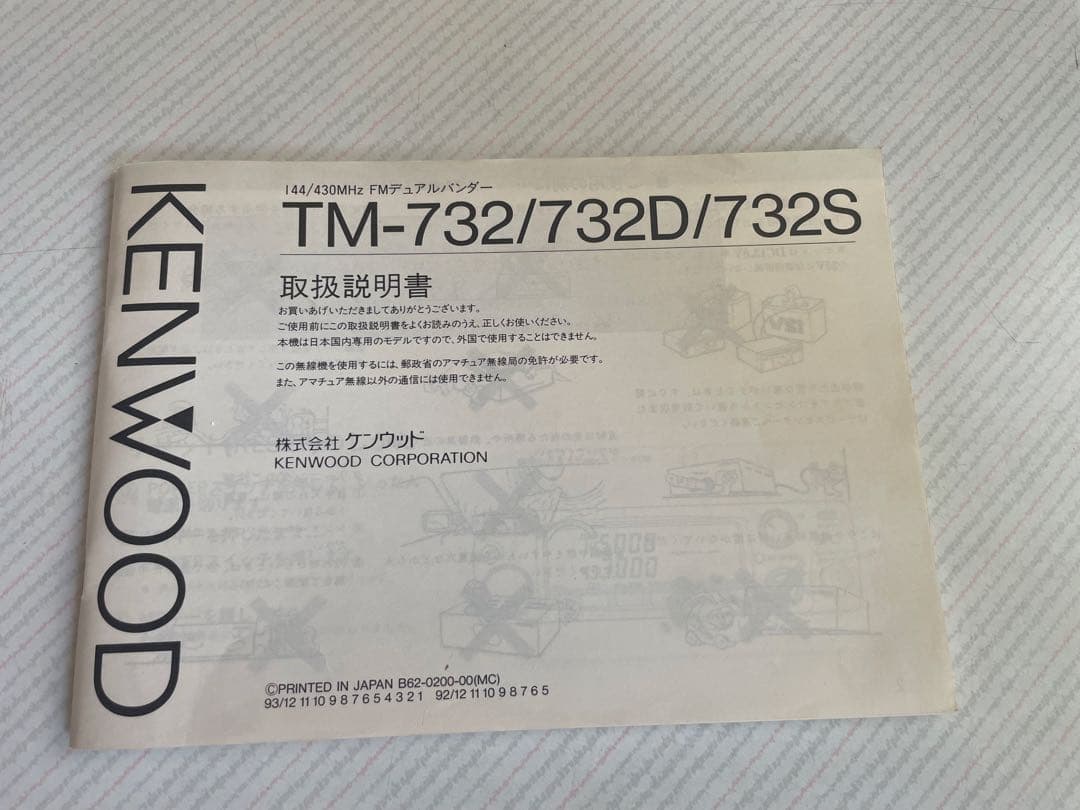 KENWOOD
144/430MHz FMデュアルバンダー
TM-732/732D/732S
取扱説明書
お買いあげいただきましてありがとうございます。
ご使用前にこの取扱説明書をよくお読みのうえ、正しくお使いください。
本機は日本国内専用のモデルですので、外国で使用することはできません。
この無線機を使用するには、郵政省のアマチュア無線局の免許が必要です。
また、アマチュア無線以外の通信には使用できません。
株式会社 ケンウッド
KENWOOD CORPORATION
©PRINTED IN JAPAN B62-0200-00(MC)
93/12 11 10 9 8 7 6 5 4 3 2 1 92/12 11 10 9 8 7 6 5